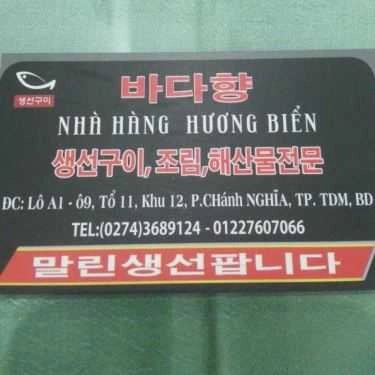 바다향
생선구이
NHÀ HÀNG HƯƠNG BIỂN
생선구이, 조림,해산물전문
ĐC: Lô A1 - 69, Tổ 11, Khu 12, P.CHánh NGHĨA, TP. TDM, BD
TEL:(0274)3689124 - 01227607066
말린생선팝니다